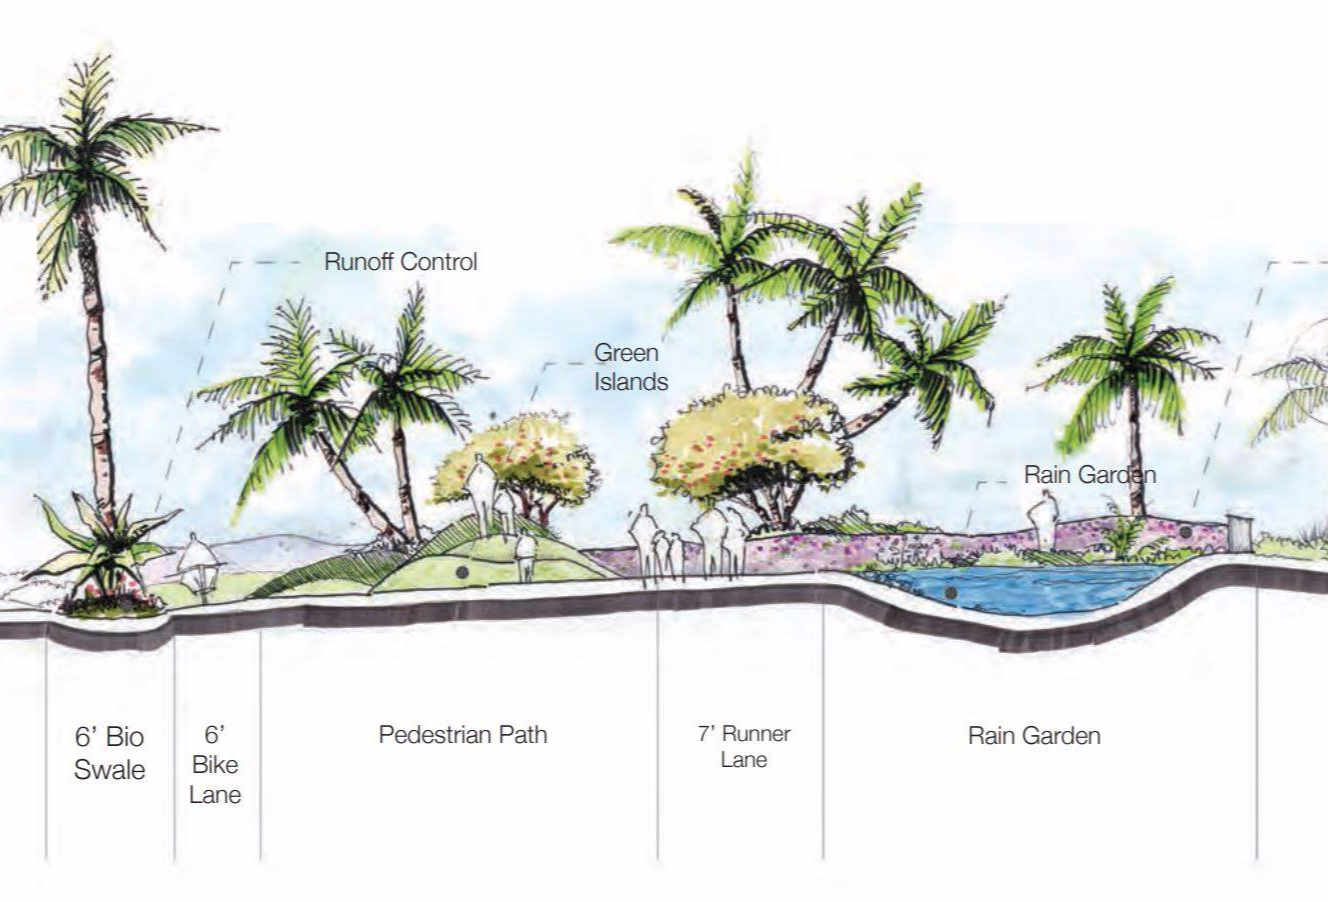 Runoff Control
Green
Islands
Rain Garden
6’ Bio
Swale
6’
Bike
Lane
Pedestrian Path
7’ Runner
Lane
Rain Garden